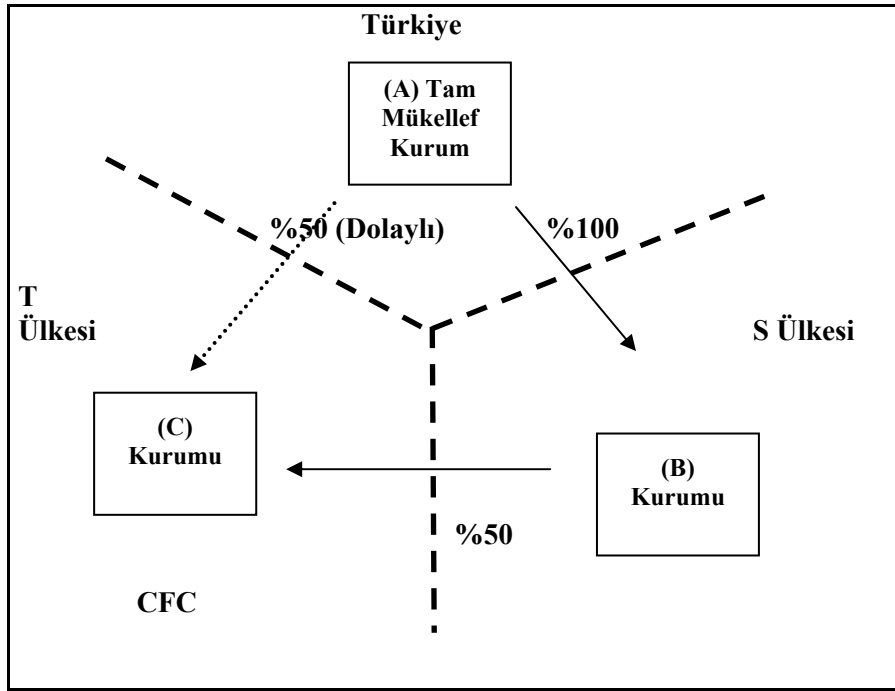 Türkiye
(A) Tam
Mükellef
Kurum
%50 (Dolaylı)
%100
T
Ülkesi
S Ülkesi
(C)
Kurumu
(B)
Kurumu
%50
CFC